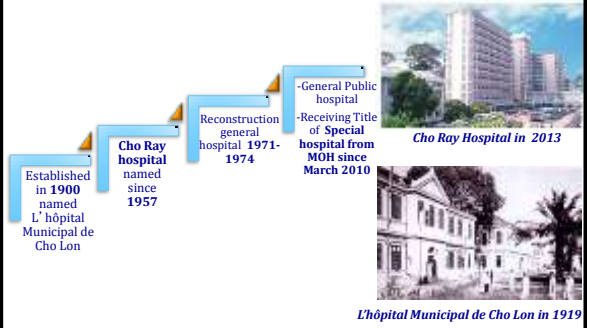 Established
in 1900
named
L' hôpital
Municipal de
Cho Lon
Cho Ray
hospital
named
since
1957
Reconstruction
general
hospital 1971-
1974
-General Public
hospital
-Receiving Title
of Special
hospital from
MOH since
March 2010
Cho Ray Hospital in 2013
L'hôpital Municipal de Cho Lon in 1919